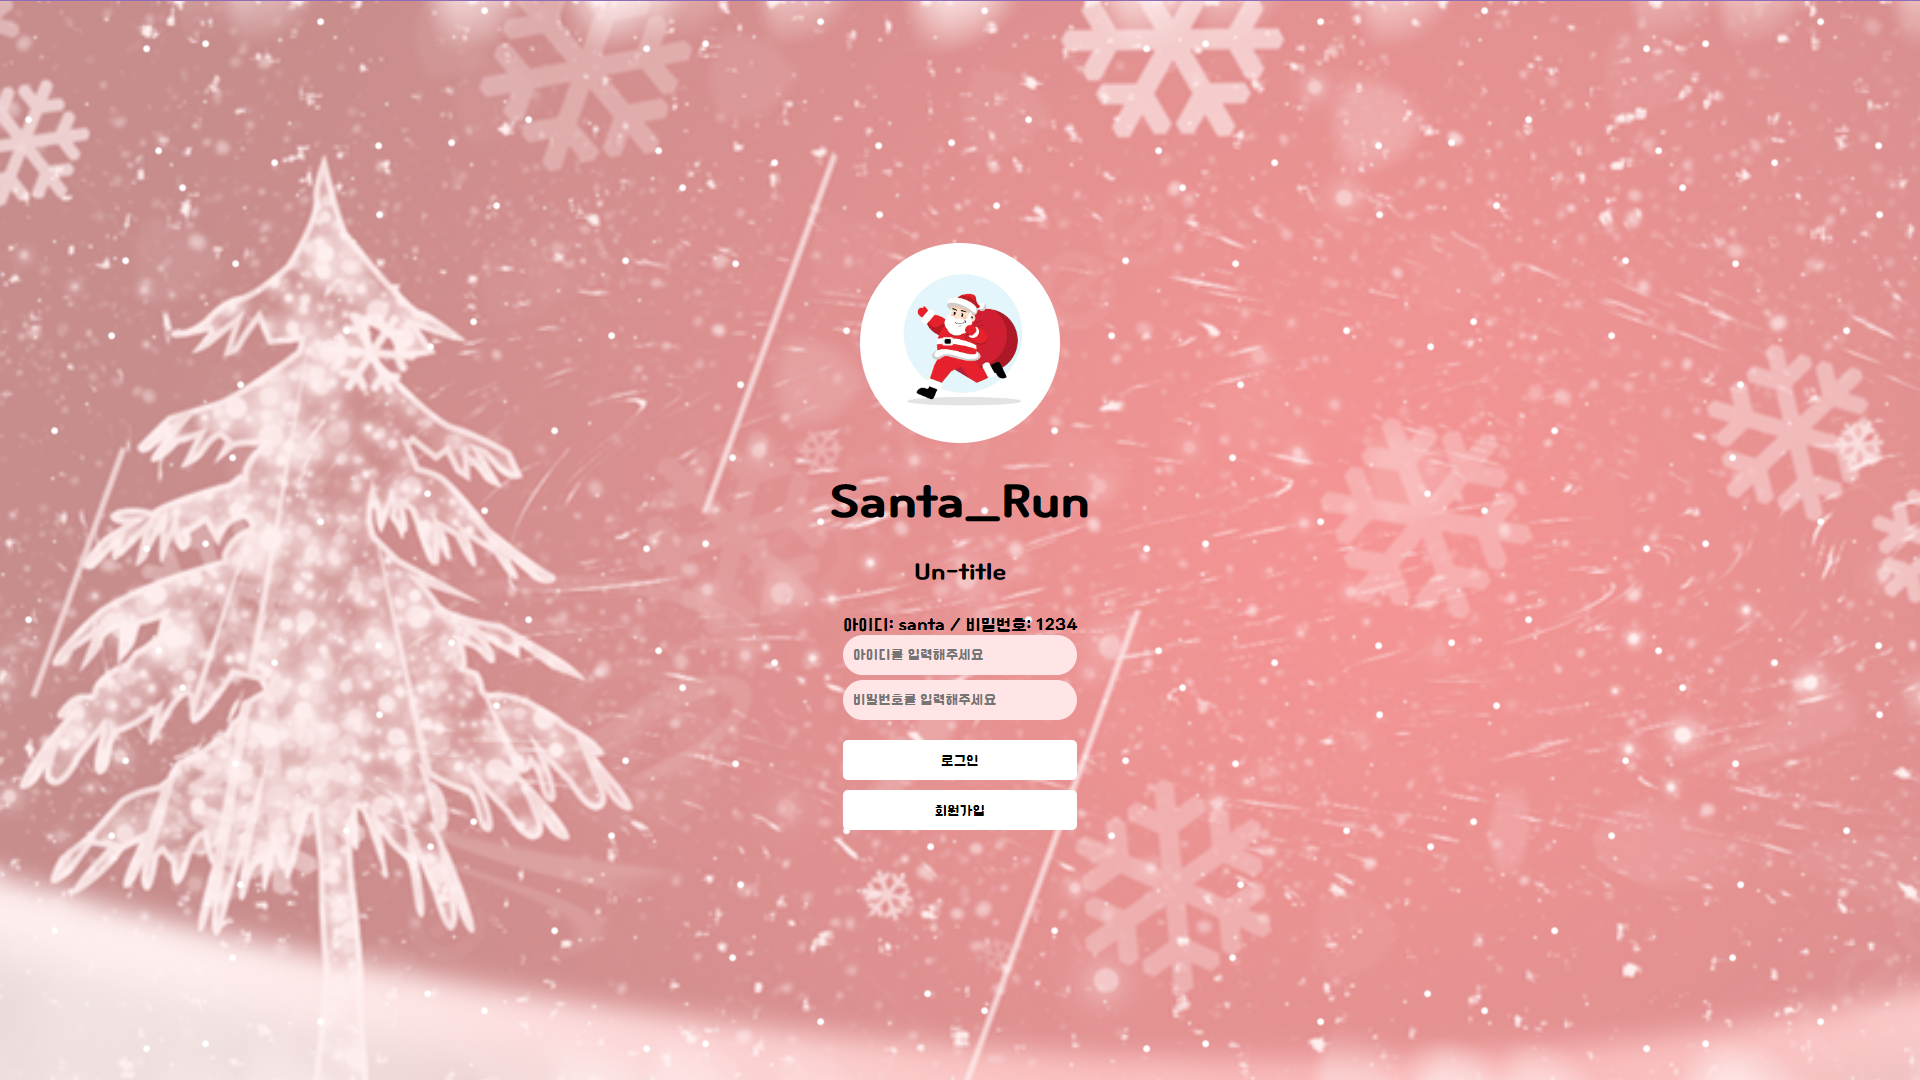 Santa_Run
Un-title
아이디: santa / 비밀번호: 1234
아이디를 입력해주세요
비밀번호를 입력해주세요
로그인
회원가입